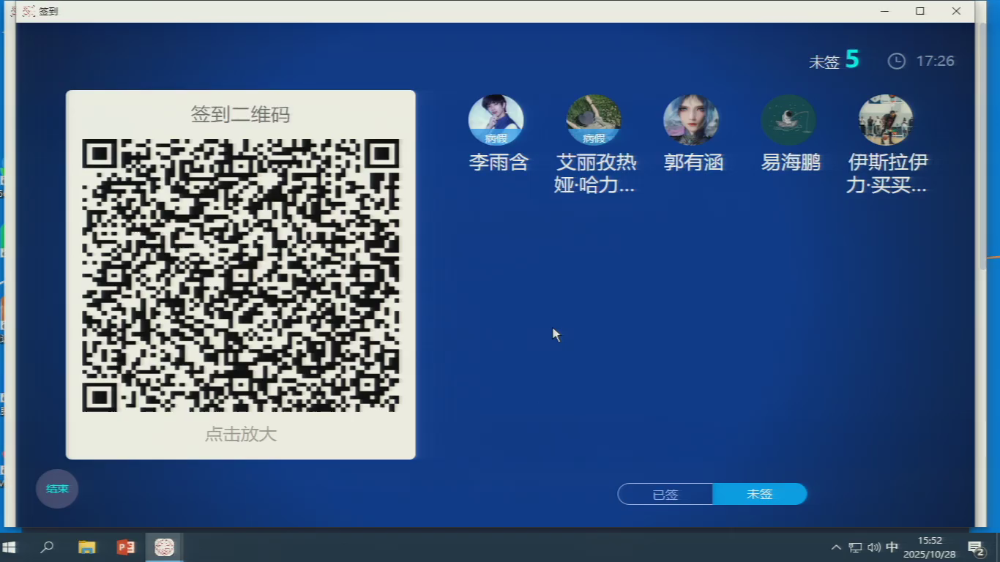 签到
未签 5
17:26
签到二维码
点击放大
病假
李雨含
病假
艾丽孜热
娅·哈力...
郭有涵
易海鹏
伊斯拉伊
力·买买...
结束
已签
未签
中
15:52
2025/10/28
2